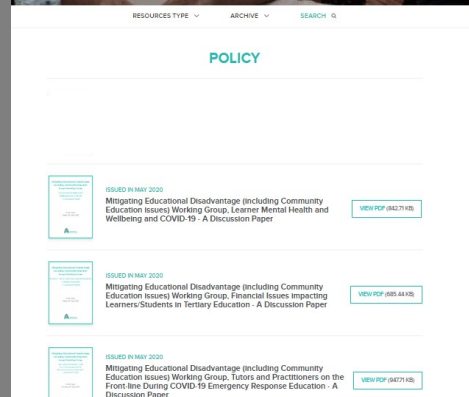 RESOURCES TYPE
ARCHIVE
SEARCH
POLICY
ISSUED IN MAY 2020
Mitigating Educational Disadvantage (including Community
Education issues) Working Group, Learner Mental Health and
Wellbeing and COVID-19 - A Discussion Paper
VIEW PDF (842.71 KB)
ISSUED IN MAY 2020
Mitigating Educational Disadvantage (including Community
Education issues) Working Group, Financial Issues Impacting
Learners/Students in Tertiary Education - A Discussion Paper
VIEW PDF (685.44 KB)
ISSUED IN MAY 2020
Mitigating Educational Disadvantage (including Community
Education issues) Working Group, Tutors and Practitioners on the
Front-line During COVID-19 Emergency Response Education - A
Discussion Paper
VIEW PDF (947.71 KB)